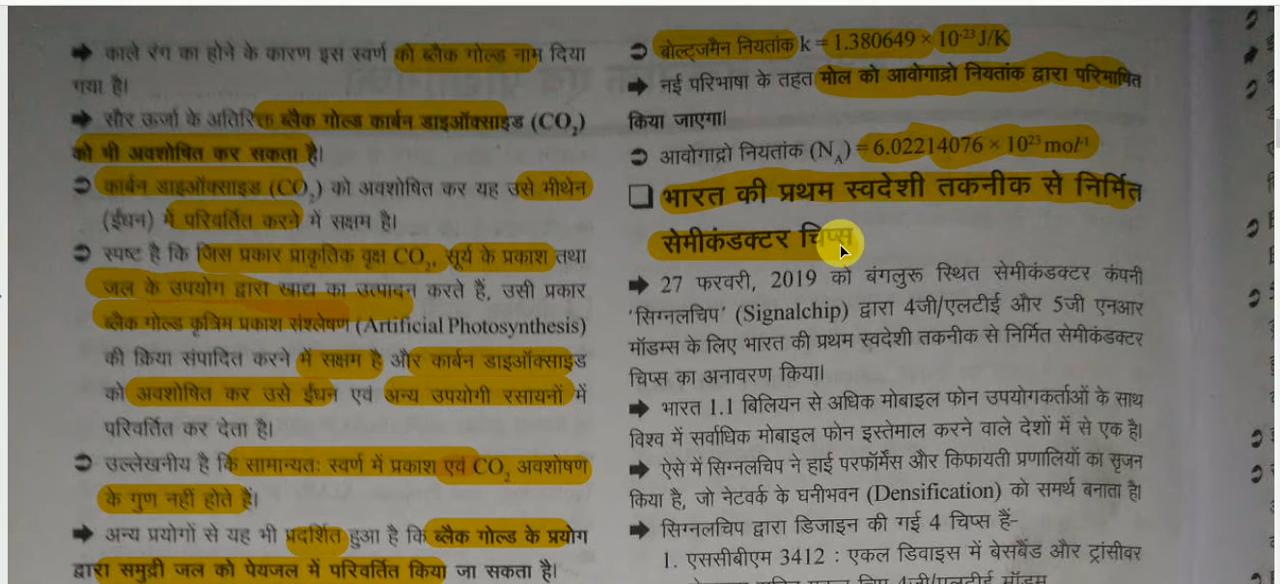 ➡ काले रंग का होने के कारण इस स्वर्ण को ब्लैक गोल्ड नाम दिया
गया है।
➡ सौर ऊर्जा के अतिरिक्त ब्लैक गोल्ड कार्बन डाइऑक्साइड (CO₂)
को भी अवशोषित कर सकता है।
➲ कार्बन डाइऑक्साइड (CO₂) को अवशोषित कर यह उसे मीथेन
(ईंधन) में परिवर्तित करने में सक्षम है।
➲ स्पष्ट है कि जिस प्रकार प्राकृतिक वृक्ष CO₂, सूर्य के प्रकाश तथा
जल के उपयोग द्वारा खाद्य का उत्पादन करते हैं, उसी प्रकार
ब्लैक गोल्ड कृत्रिम प्रकाश संश्लेषण (Artificial Photosynthesis)
की क्रिया संपादित करने में सक्षम है और कार्बन डाइऑक्साइड
को अवशोषित कर उसे ईंधन एवं अन्य उपयोगी रसायनों में
परिवर्तित कर देता है।
➲ उल्लेखनीय है कि सामान्यतः स्वर्ण में प्रकाश एवं CO₂ अवशोषण
के गुण नहीं होते हैं।
➡ अन्य प्रयोगों से यह भी प्रदर्शित हुआ है कि ब्लैक गोल्ड के प्रयोग
द्वारा समुद्री जल को पेयजल में परिवर्तित किया जा सकता है।
➲ बोल्ट्जमैन नियतांक k = 1.380649 × 10⁻²³ J/K
➡ नई परिभाषा के तहत मोल को आवोगाद्रो नियतांक द्वारा परिभाषित
किया जाएगा।
➲ आवोगाद्रो नियतांक (N_A) = 6.02214076 × 10²³ mol⁻¹
❑ भारत की प्रथम स्वदेशी तकनीक से निर्मित
सेमीकंडक्टर चिप्स
➡ 27 फरवरी, 2019 को बंगलुरू स्थित सेमीकंडक्टर कंपनी
'सिग्नलचिप' (Signalchip) द्वारा 4जी/एलटीई और 5जी एनआर
मॉडम्स के लिए भारत की प्रथम स्वदेशी तकनीक से निर्मित सेमीकंडक्टर
चिप्स का अनावरण किया।
➡ भारत 1.1 बिलियन से अधिक मोबाइल फोन उपयोगकर्ताओं के साथ
विश्व में सर्वाधिक मोबाइल फोन इस्तेमाल करने वाले देशों में से एक है।
➡ ऐसे में सिग्नलचिप ने हाई परफॉर्मेंस और किफायती प्रणालियों का सृजन
किया है, जो नेटवर्क के घनीभवन (Densification) को समर्थ बनाता है।
➡ सिग्नलचिप द्वारा डिजाइन की गई 4 चिप्स हैं-
1. एससीबीएम 3412 : एकल डिवाइस में बेसबैंड और ट्रांसीवर